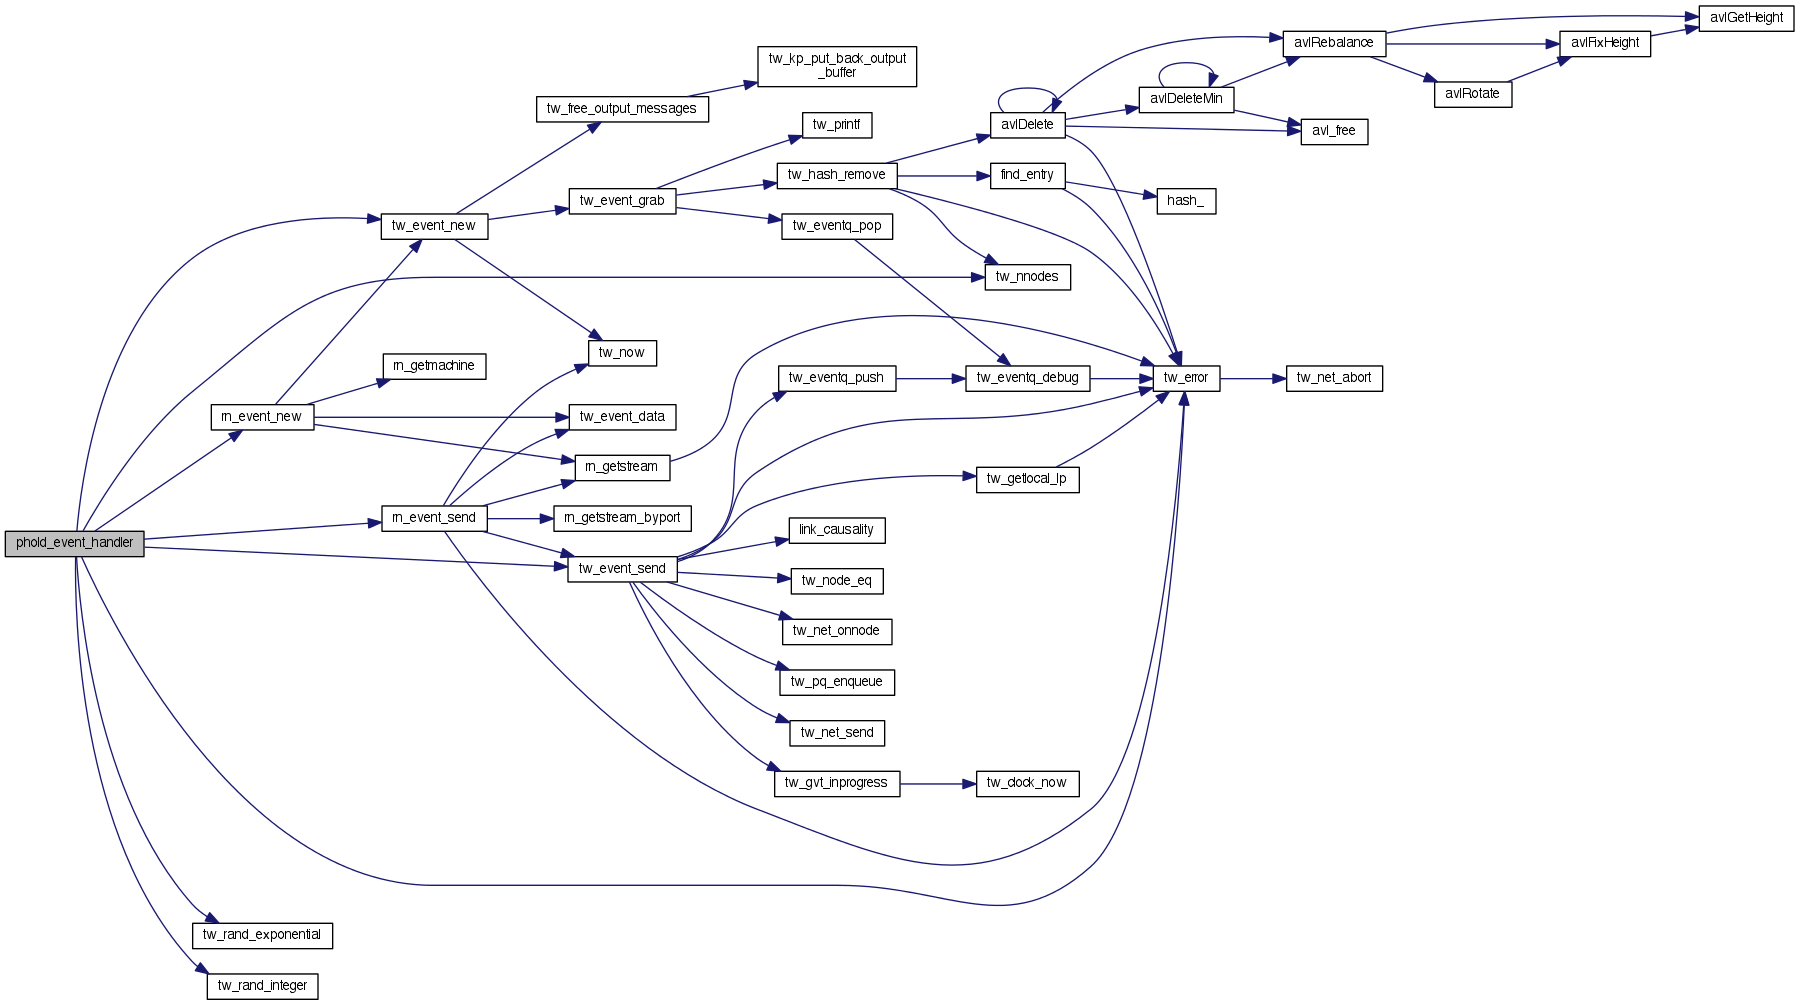 avlGetHeight
avlRebalance
avlFixHeight
tw_kp_put_back_output
_buffer
avlRotate
avlDeleteMin
tw_free_output_messages
tw_printf
avlDelete
avl_free
tw_hash_remove
find_entry
tw_event_grab
hash_
tw_event_new
tw_eventq_pop
tw_nnodes
tw_now
rn_getmachine
tw_eventq_push
tw_eventq_debug
tw_error
tw_net_abort
rn_event_new
tw_event_data
rn_getstream
tw_getlocal_lp
rn_event_send
rn_getstream_byport
link_causality
phold_event_handler
tw_event_send
tw_node_eq
tw_net_onnode
tw_pq_enqueue
tw_net_send
tw_gvt_inprogress
tw_clock_now
tw_rand_exponential
tw_rand_integer